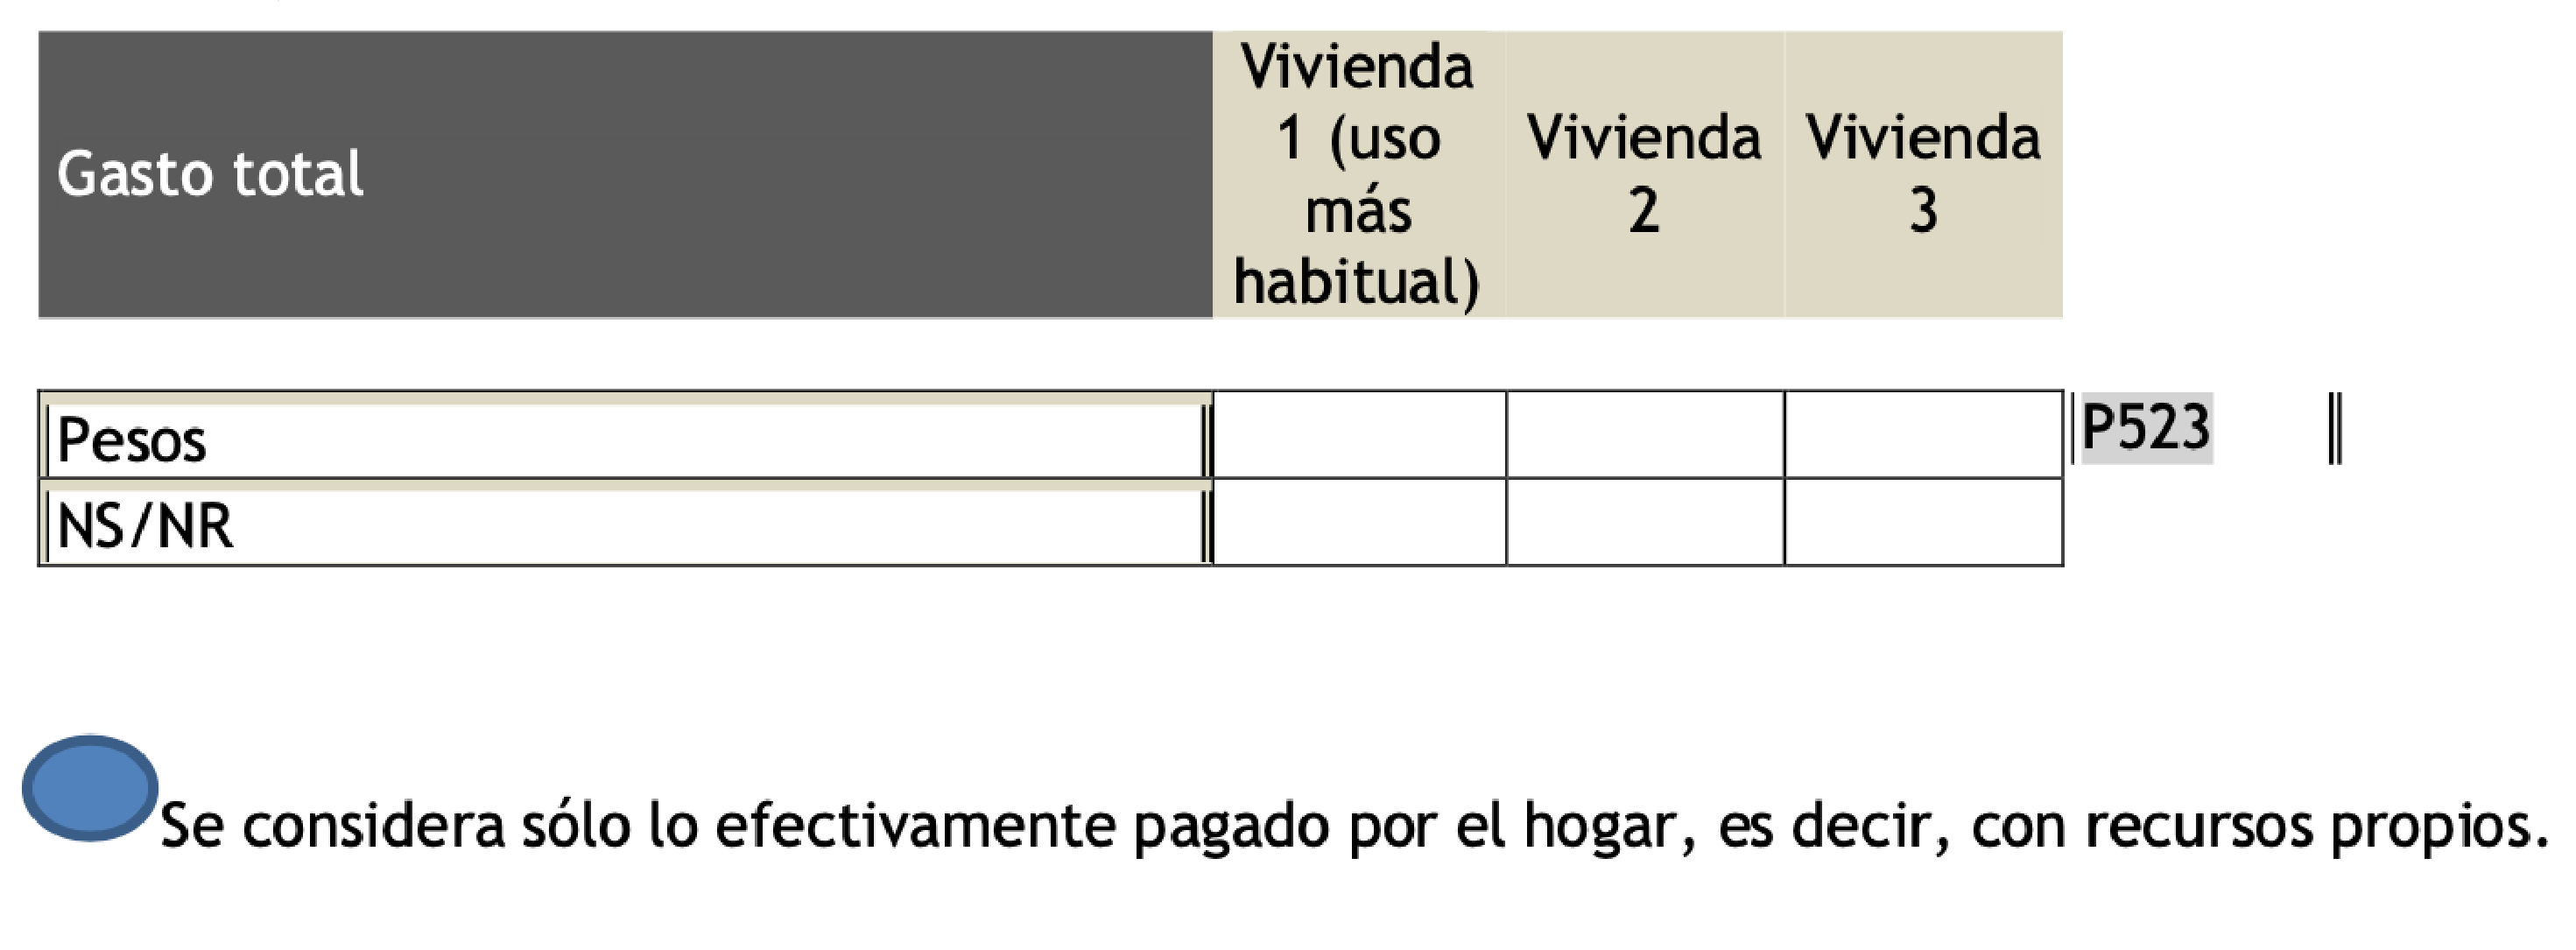 Gasto total
Vivienda
1 (uso
más
habitual)
Vivienda
2
Vivienda
3
Pesos
P523
NS/NR
Se considera sólo lo efectivamente pagado por el hogar, es decir, con recursos propios.